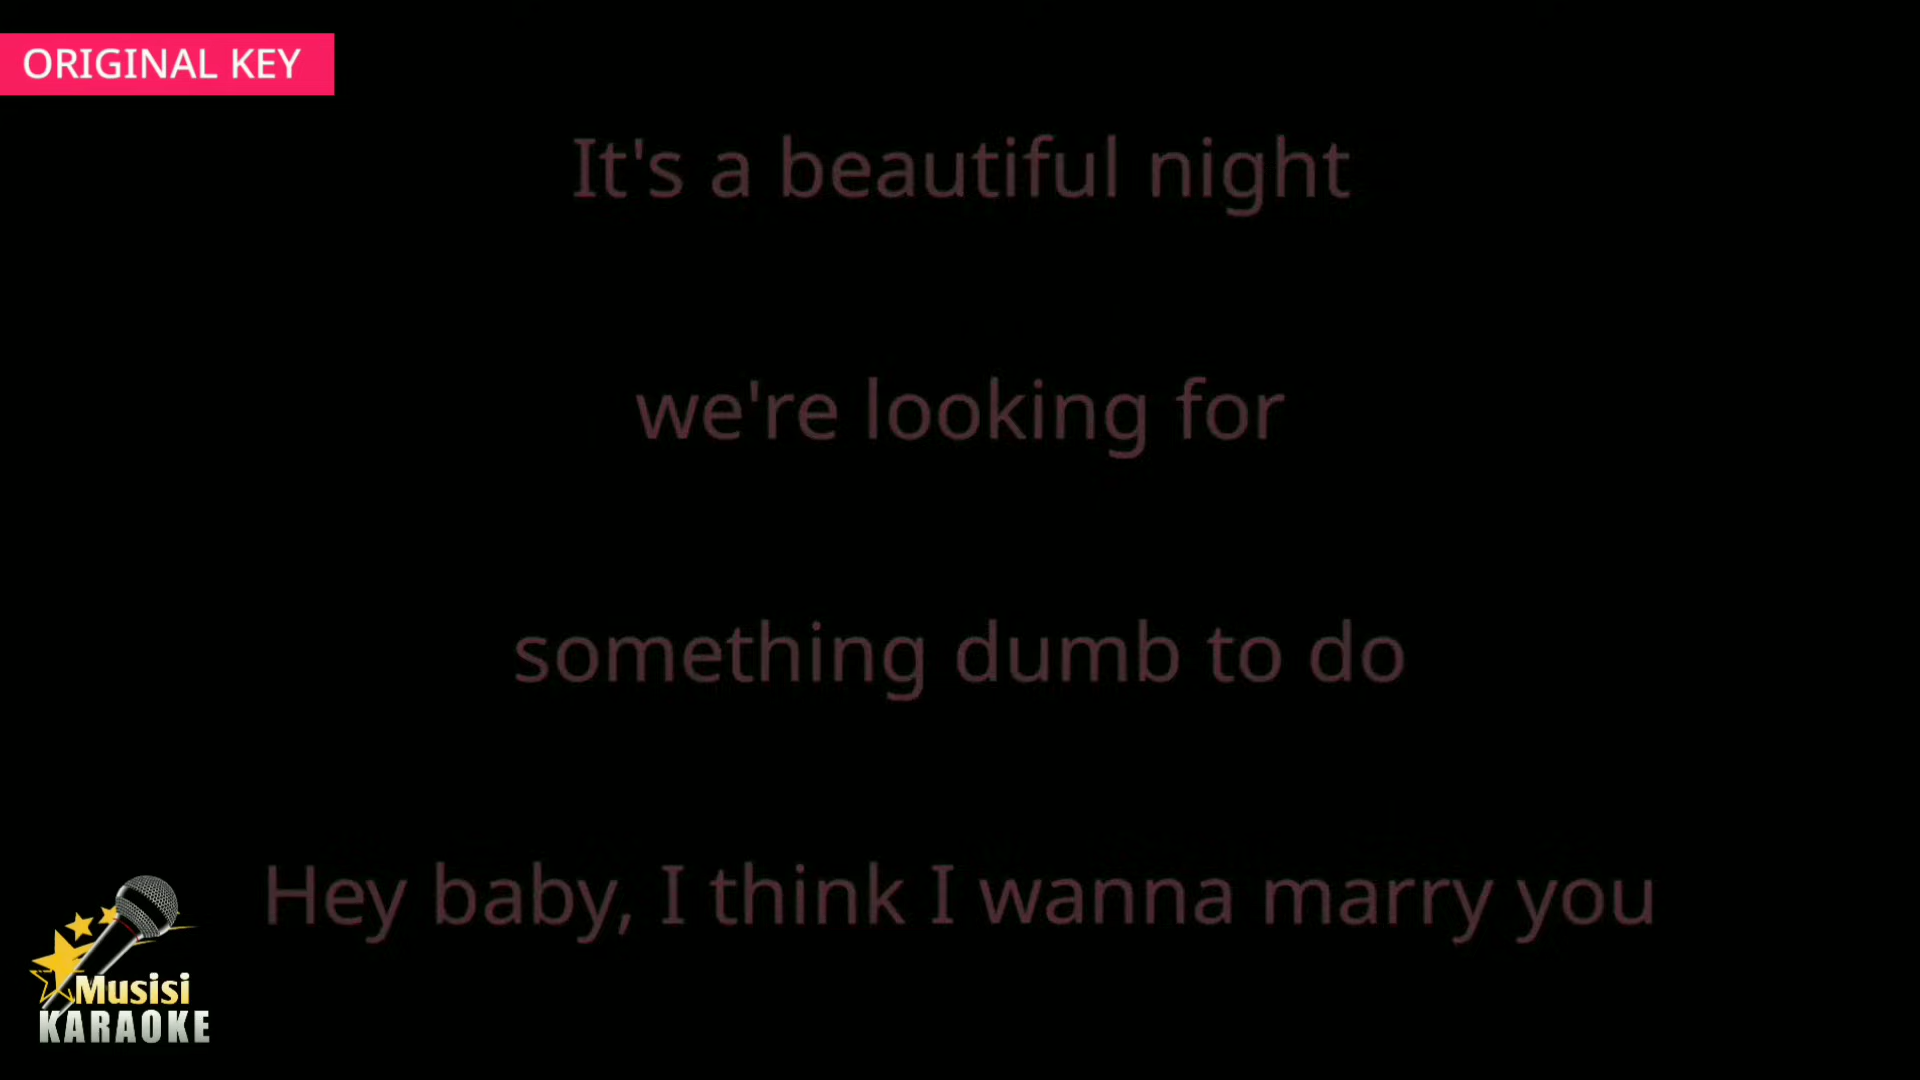 ORIGINAL KEY
It's a beautiful night
we're looking for
something dumb to do
Hey baby, I think I wanna marry you
Musisi
KARAOKE